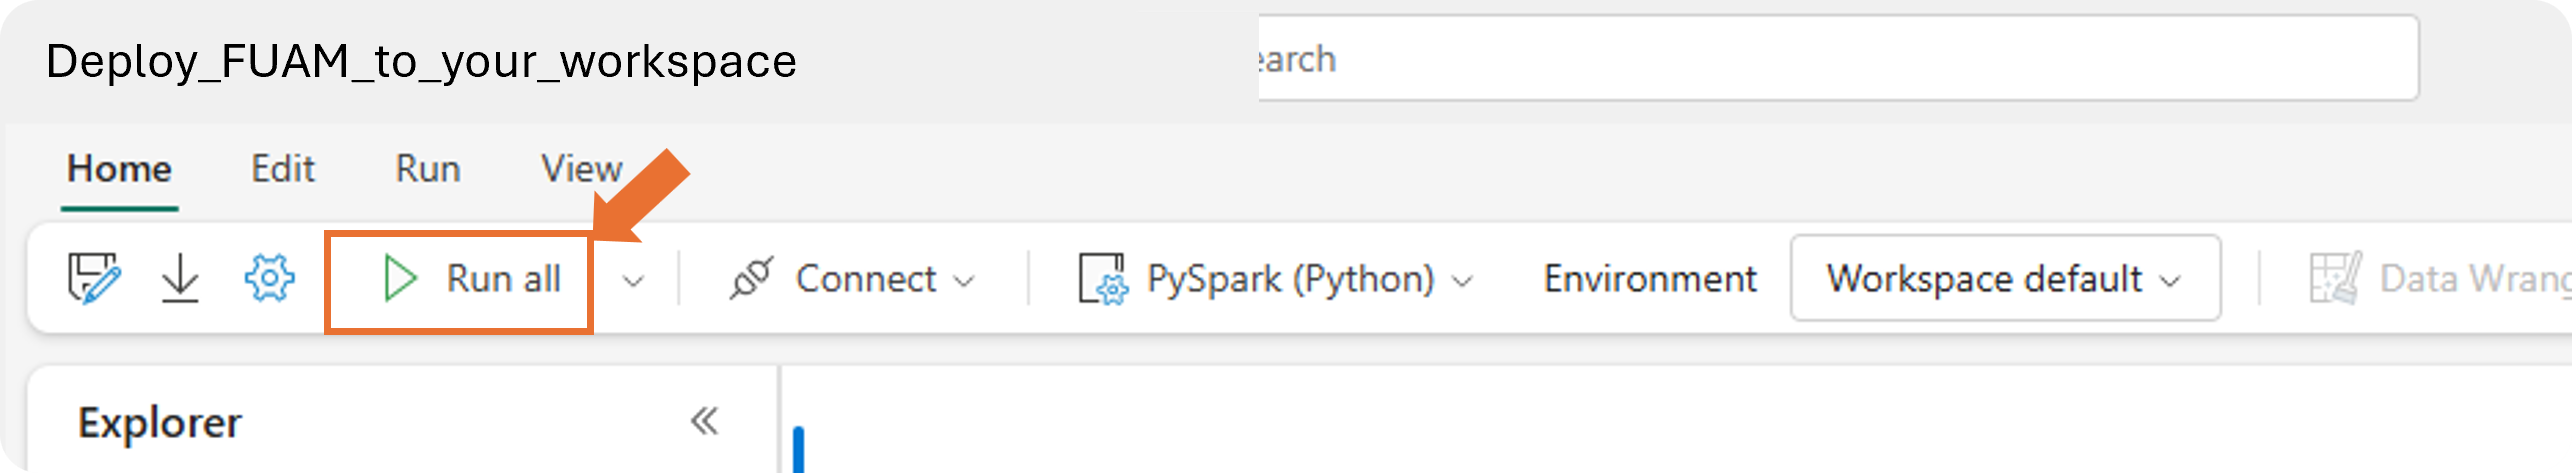 Deploy_FUAM_to_your_workspace
earch
Home Edit Run View
Run all Connect PySpark (Python) Environment Workspace default Data Wrang
Explorer